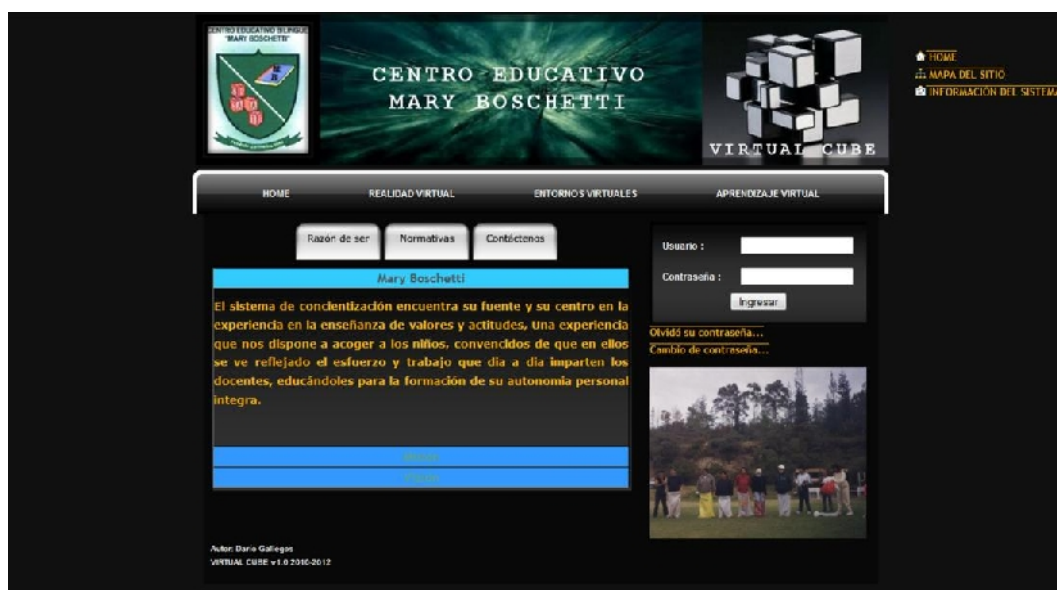 CENTRO EDUCATIVO BILINGUE
"MARY BOSCHETTI"
CENTRO EDUCATIVO
MARY BOSCHETTI
VIRTUAL CUBE
HOME
MAPA DEL SITIO
INFORMACIÓN DEL SISTEMA
HOME REALIDAD VIRTUAL ENTORNOS VIRTUALES APRENDIZAJE VIRTUAL
Razón de ser Normativas Contáctenos
Mary Boschetti
El sistema de concientización encuentra su fuente y su centro en la
experiencia en la enseñanza de valores y actitudes, Una experiencia
que nos dispone a acoger a los niños, convencidos de que en ellos
se ve reflejado el esfuerzo y trabajo que dia a dia imparten los
docentes, educándoles para la formación de su autonomia personal
integra.
Usuario :
Contraseña :
Ingresar
Olvidó su contraseña...
Cambio de contraseña...
Autor: Dario Gallegos
VIRTUAL CUBE v1.0 2010-2012